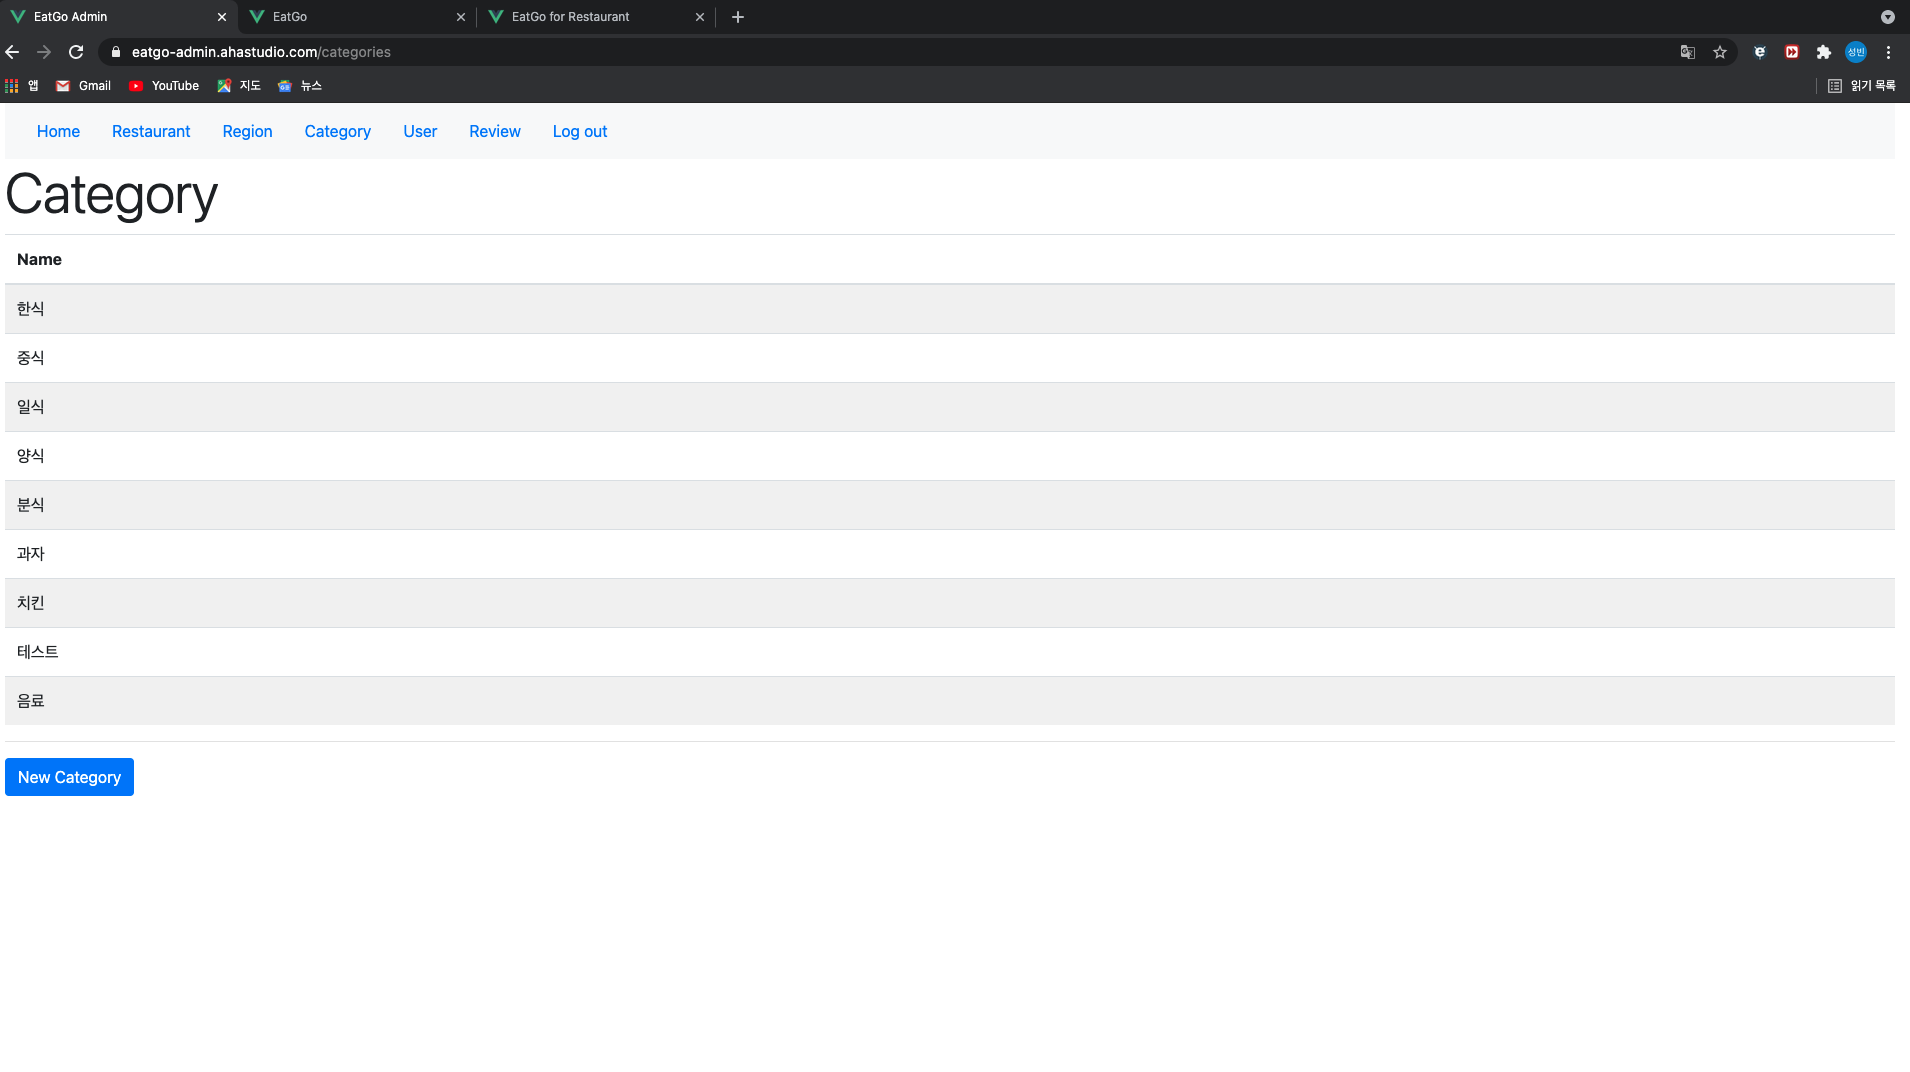 EatGo Admin
EatGo
EatGo for Restaurant
eatgo-admin.ahastudio.com/categories
성빈
앱
Gmail
YouTube
지도
뉴스
읽기 목록
Home
Restaurant
Region
Category
User
Review
Log out
Category
Name
한식
중식
일식
양식
분식
과자
치킨
테스트
음료
New Category